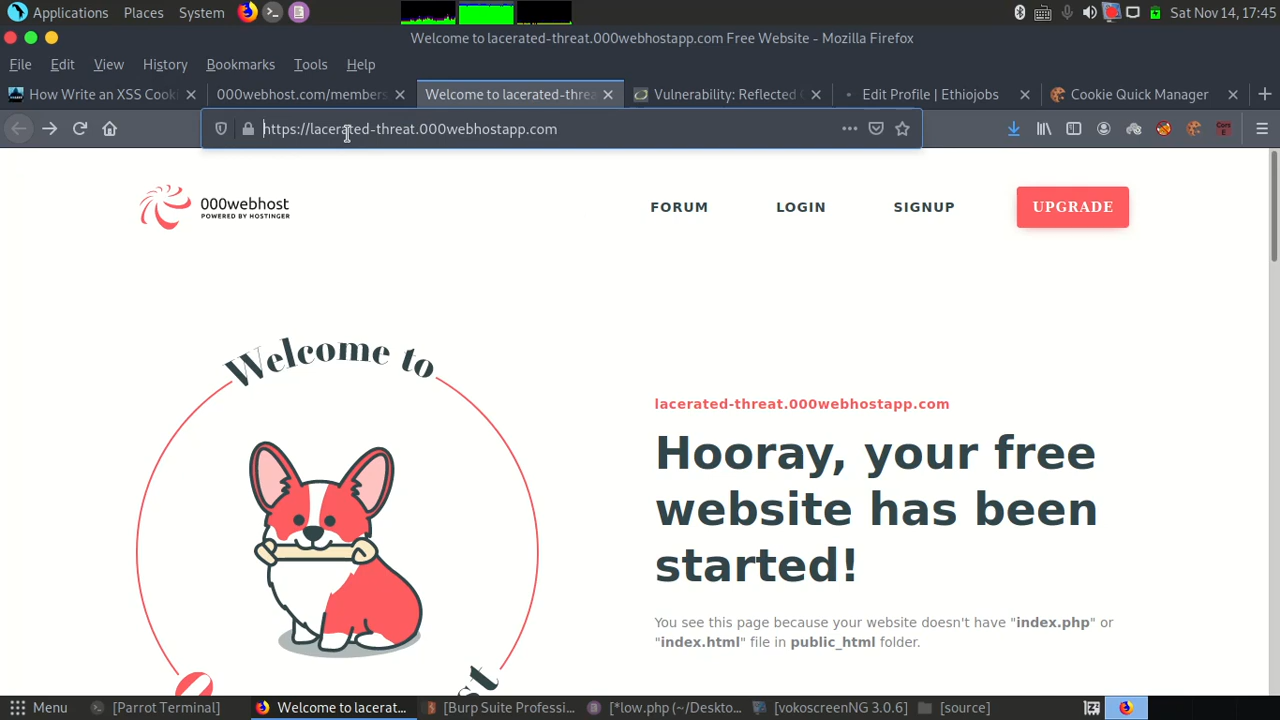 Applications Places System Sat Nov 14, 17:45
Welcome to lacerated-threat.000webhostapp.com Free Website - Mozilla Firefox
File Edit View History Bookmarks Tools Help
How Write an XSS Cooki 000webhost.com/members Welcome to lacerated-threa Vulnerability: Reflected Edit Profile | Ethiojobs Cookie Quick Manager
https://lacerated-threat.000webhostapp.com
000webhost
POWERED BY HOSTINGER
FORUM LOGIN SIGNUP UPGRADE
Welcome to
lacerated-threat.000webhostapp.com
Hooray, your free
website has been
started!
You see this page because your website doesn't have "index.php" or
"index.html" file in public_html folder.
Menu [Parrot Terminal] Welcome to lacerat... [Burp Suite Professi... [*low.php (~/Deskto... [vokoscreenNG 3.0.6] [source]